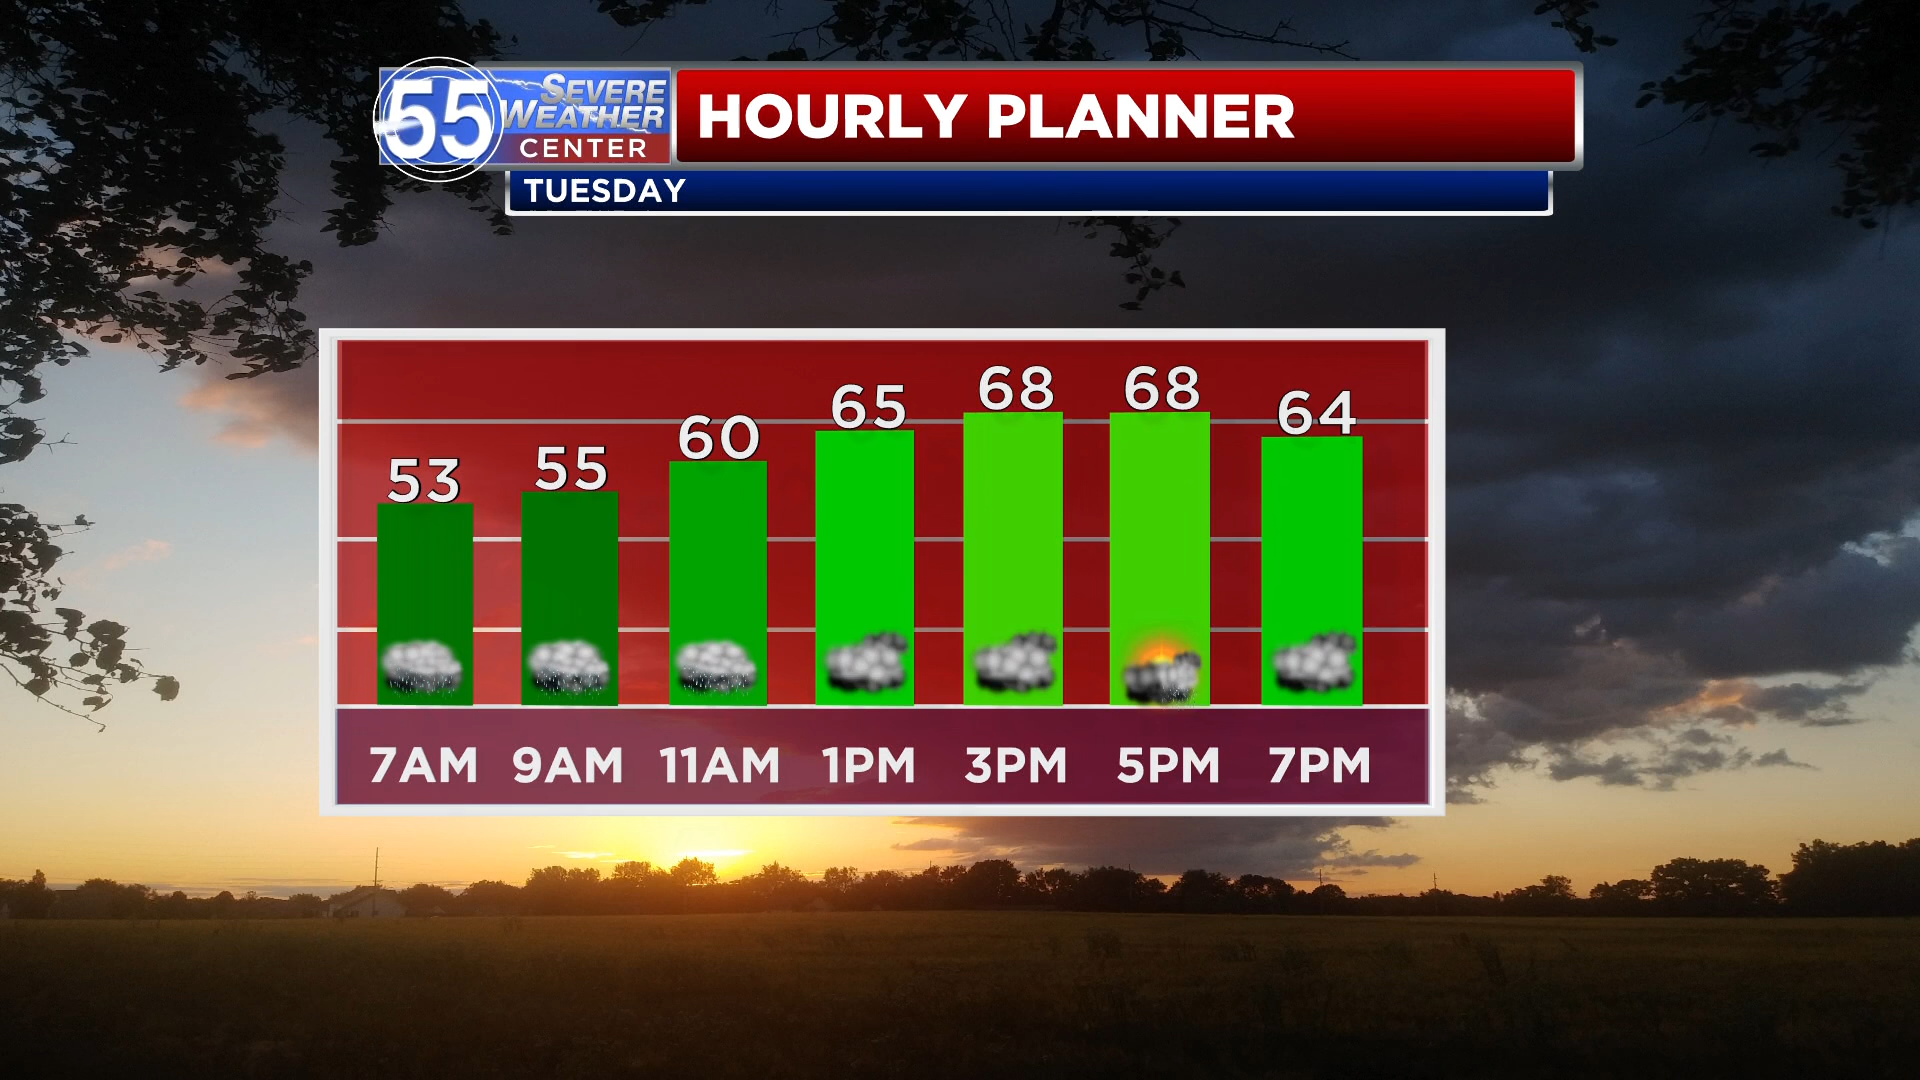 55 SEVERE
WEATHER
CENTER
HOURLY PLANNER
TUESDAY
53 55 60 65 68 68 64
7AM 9AM 11AM 1PM 3PM 5PM 7PM